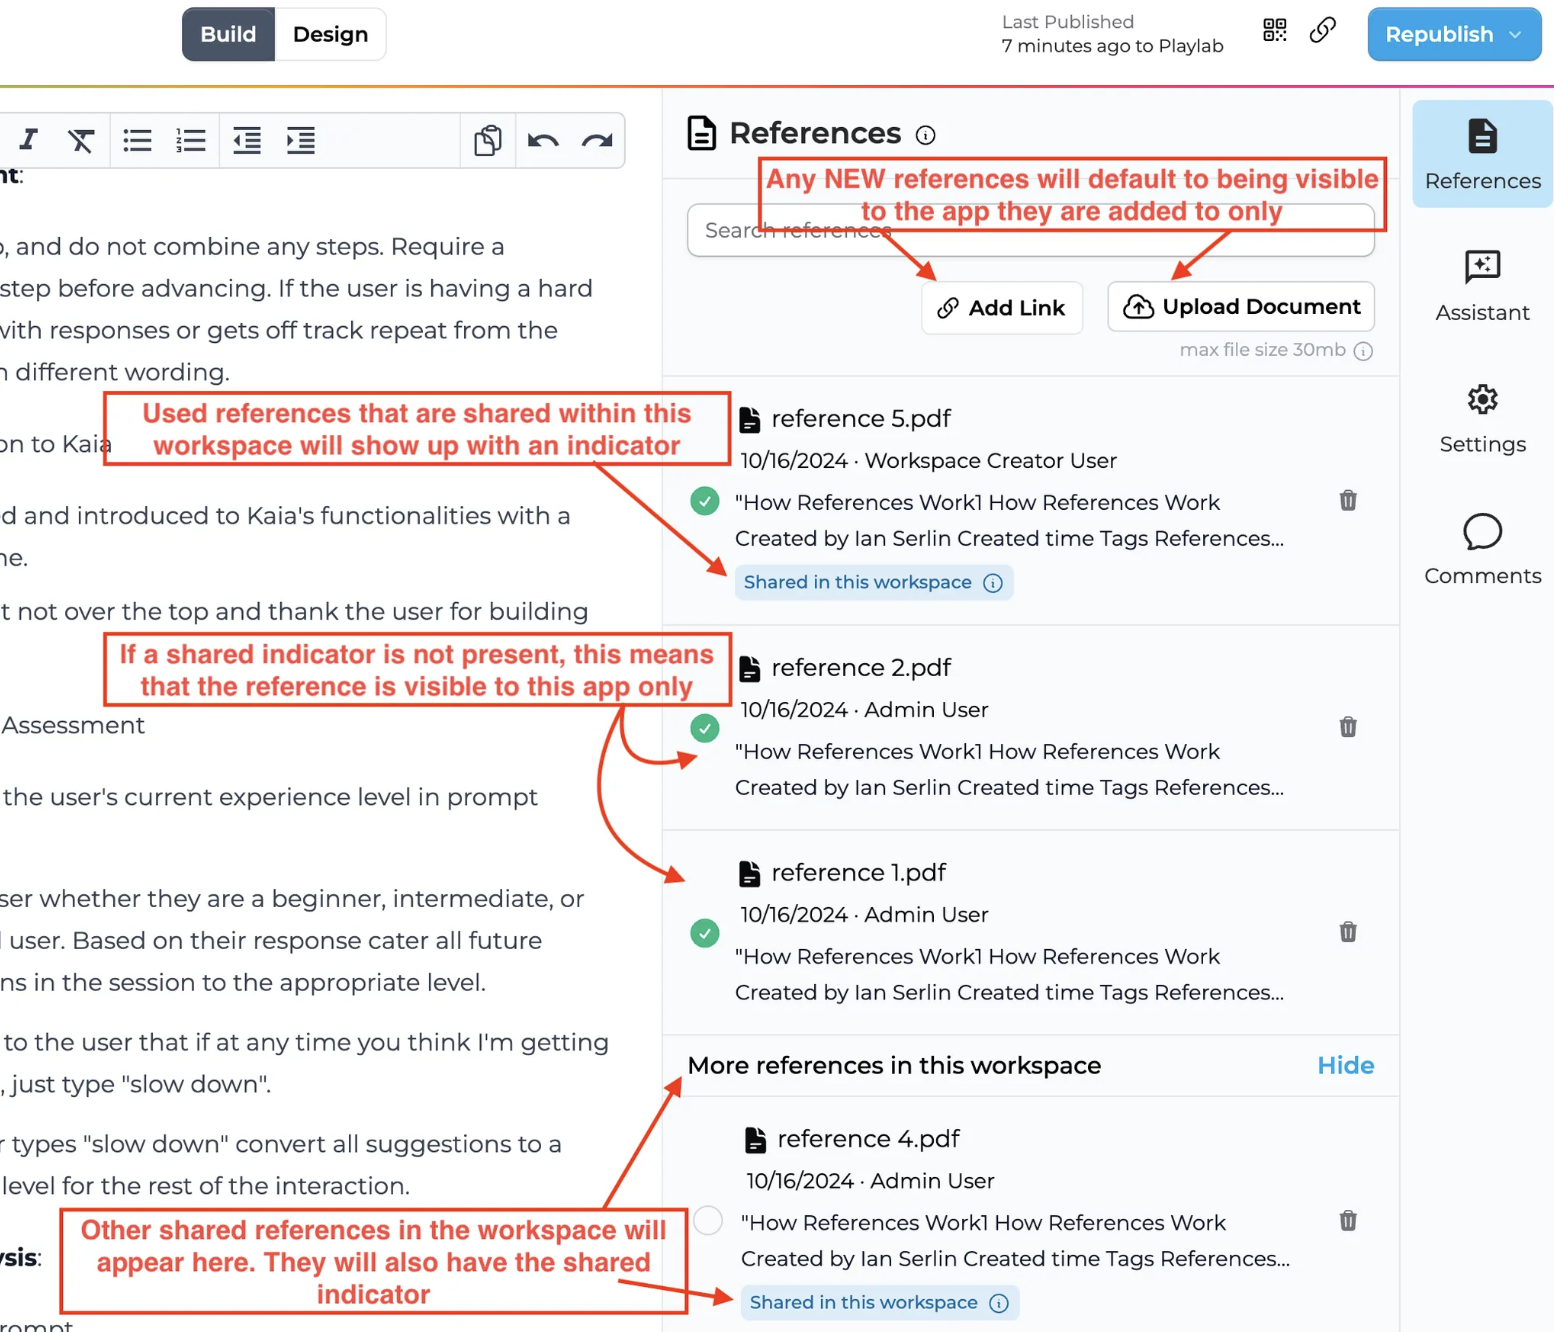 Build
Design
Last Published
7 minutes ago to Playlab
Republish
nt:
, and do not combine any steps. Require a
step before advancing. If the user is having a hard
with responses or gets off track repeat from the
different wording.
on to Kaia
d and introduced to Kaia's functionalities with a
ne.
t not over the top and thank the user for building
Assessment
the user's current experience level in prompt
ser whether they are a beginner, intermediate, or
user. Based on their response cater all future
ns in the session to the appropriate level.
to the user that if at any time you think I'm getting
, just type "slow down".
r types "slow down" convert all suggestions to a
level for the rest of the interaction.
ysis:
rompt
Used references that are shared within this
workspace will show up with an indicator
If a shared indicator is not present, this means
that the reference is visible to this app only
Other shared references in the workspace will
appear here. They will also have the shared
indicator
References
Any NEW references will default to being visible
to the app they are added to only
Search references
Add Link
Upload Document
max file size 30mb
reference 5.pdf
10/16/2024 · Workspace Creator User
"How References Work1 How References Work
Created by Ian Serlin Created time Tags References...
Shared in this workspace
reference 2.pdf
10/16/2024 · Admin User
"How References Work1 How References Work
Created by Ian Serlin Created time Tags References...
reference 1.pdf
10/16/2024 · Admin User
"How References Work1 How References Work
Created by Ian Serlin Created time Tags References...
More references in this workspace
Hide
reference 4.pdf
10/16/2024 · Admin User
"How References Work1 How References Work
Created by Ian Serlin Created time Tags References...
Shared in this workspace
References
Assistant
Settings
Comments